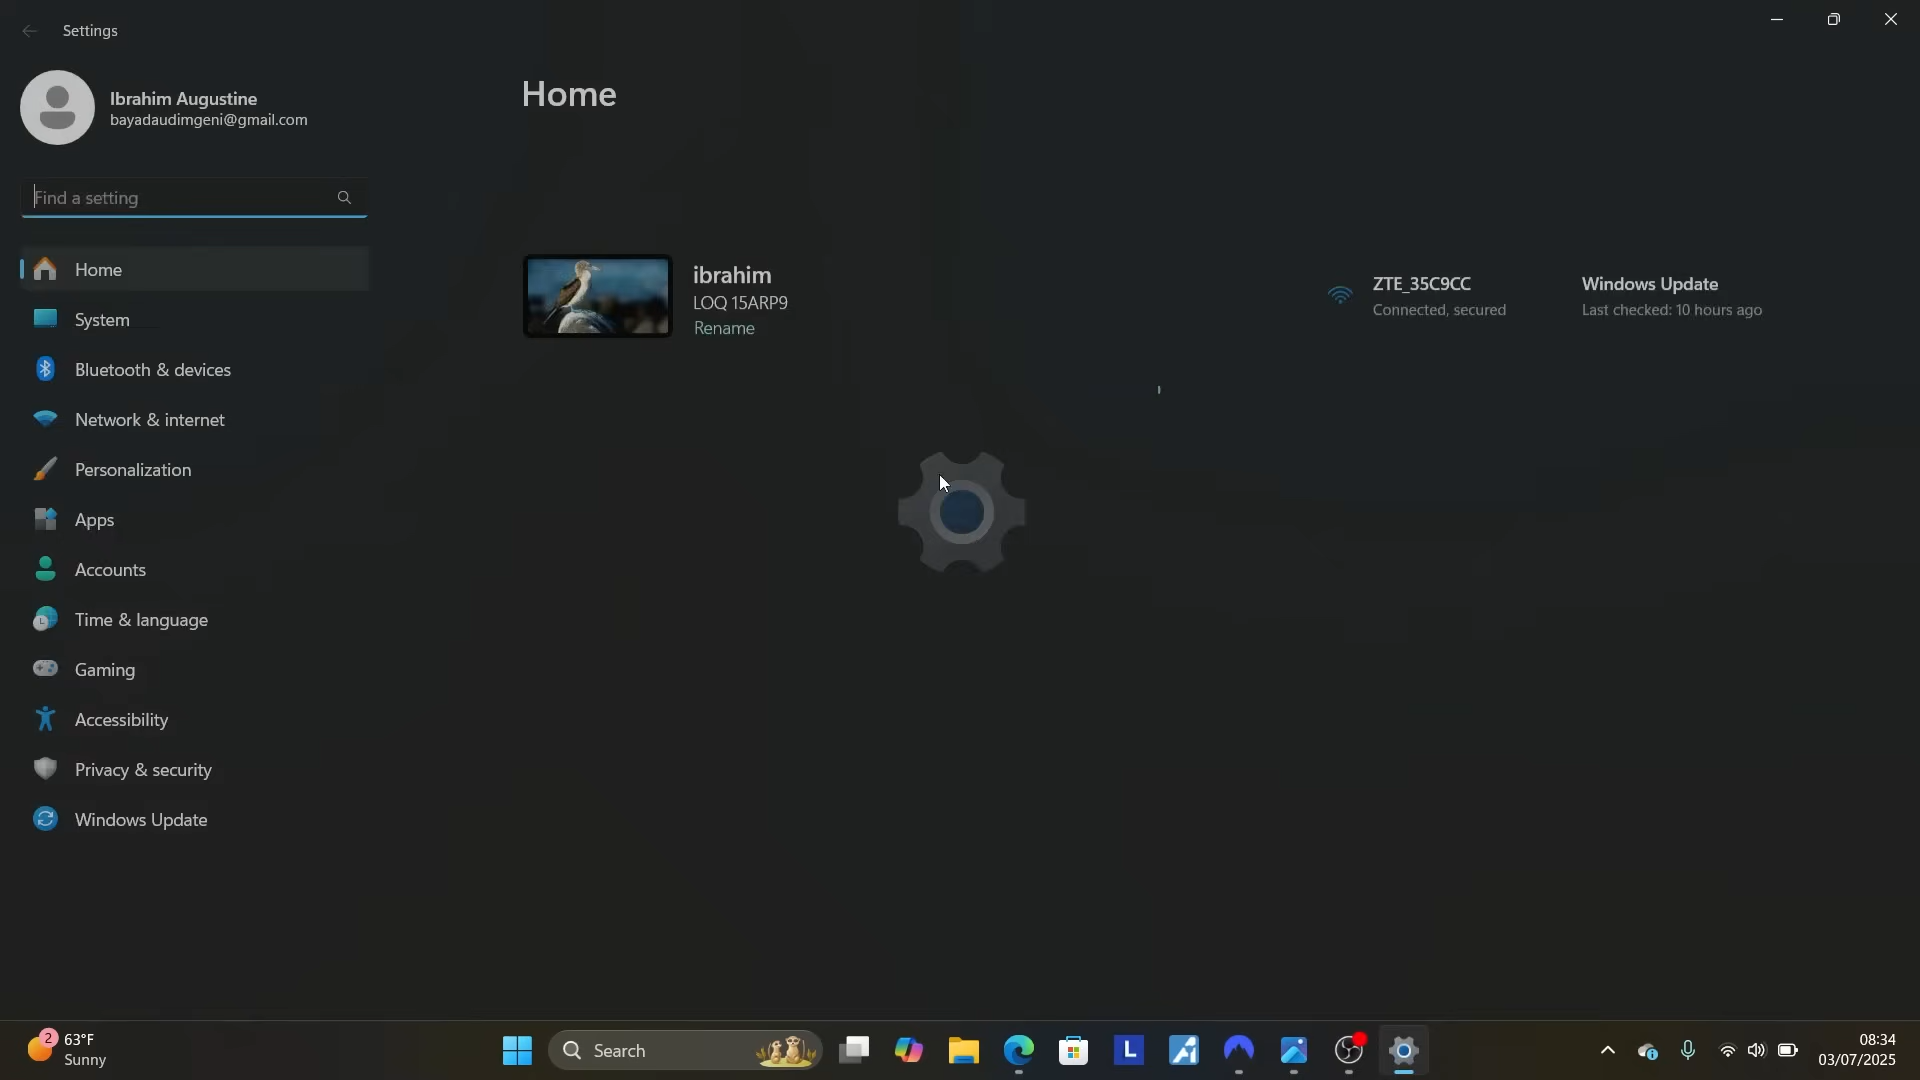 Settings
Ibrahim Augustine
bayadaudimgeni@gmail.com
Find a setting
Home
System
Bluetooth & devices
Network & internet
Personalization
Apps
Accounts
Time & language
Gaming
Accessibility
Privacy & security
Windows Update
Home
ibrahim
LOQ 15ARP9
Rename
ZTE_35C9CC
Connected, secured
Windows Update
Last checked: 10 hours ago
2
63°F
Sunny
Search
L
08:34
03/07/2025